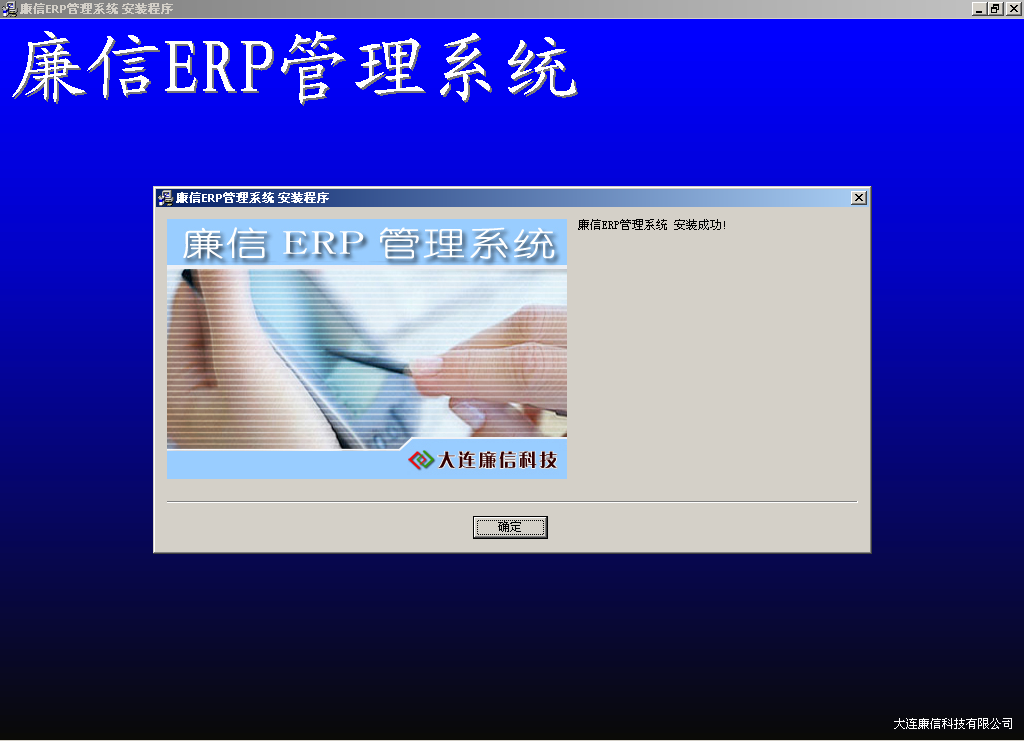 廉信ERP管理系统 安装程序
廉信ERP管理系统
廉信ERP管理系统 安装程序
廉信 ERP 管理系统
廉信ERP管理系统 安装成功!
大连廉信科技
确定
大连廉信科技有限公司